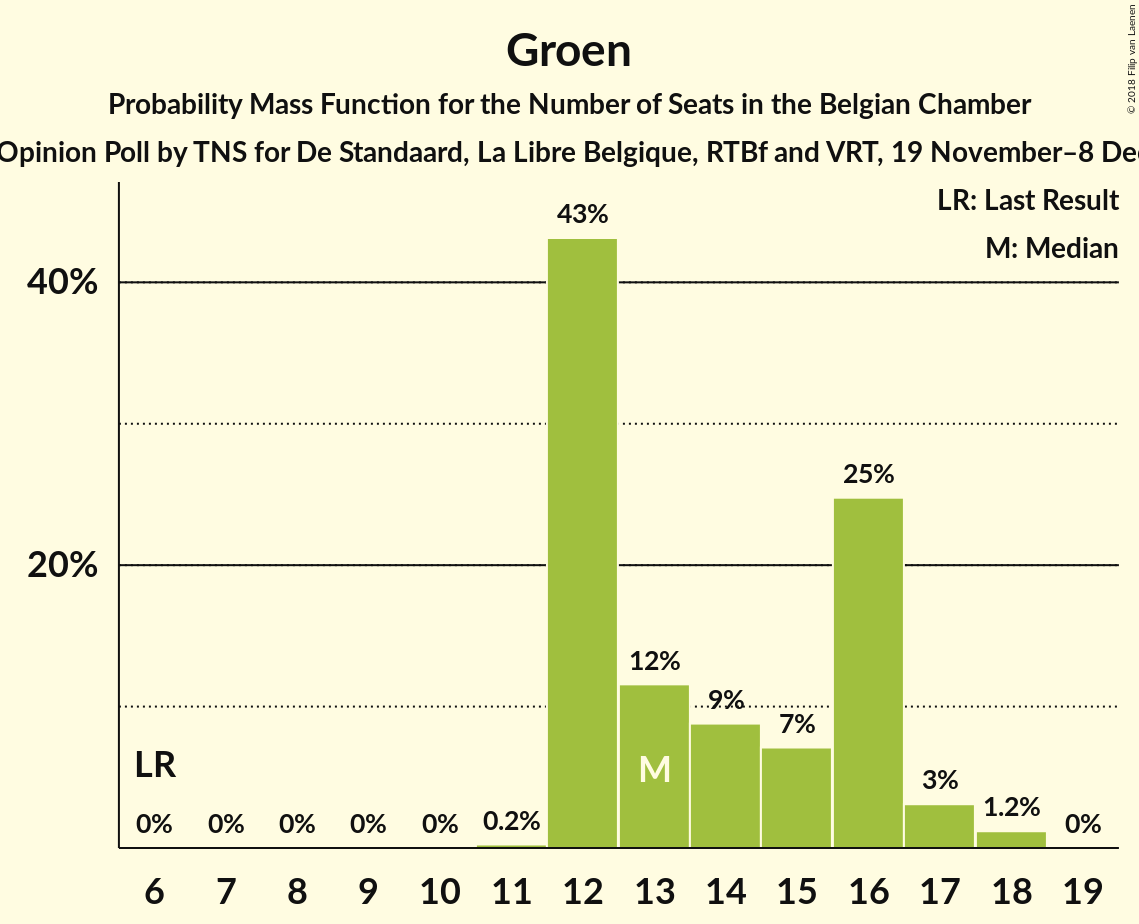 Groen
Probability Mass Function for the Number of Seats in the Belgian Chamber
Opinion Poll by TNS for De Standaard, La Libre Belgique, RTBf and VRT, 19 November–8
© 2018 Filip van Laenen
LR: Last Result
M: Median
43%
40%
25%
20%
12%
9%
7%
LR
M
3%
1.2%
0% 0% 0% 0% 0% 0.2% 0%
6 7 8 9 10 11 12 13 14 15 16 17 18 19